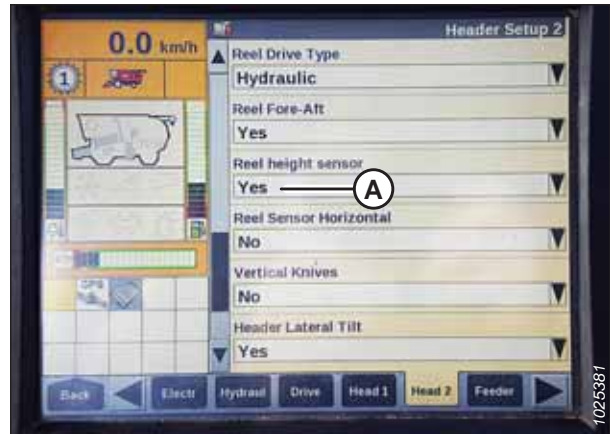 Header Setup 2
0.0 km/h
1
Reel Drive Type
Hydraulic
Reel Fore-Aft
Yes
Reel height sensor
Yes
A
Reel Sensor Horizontal
No
Vertical Knives
No
Header Lateral Tilt
Yes
GPS
Back
Electr
Hydraul
Drive
Head 1
Head 2
Feeder
1025381